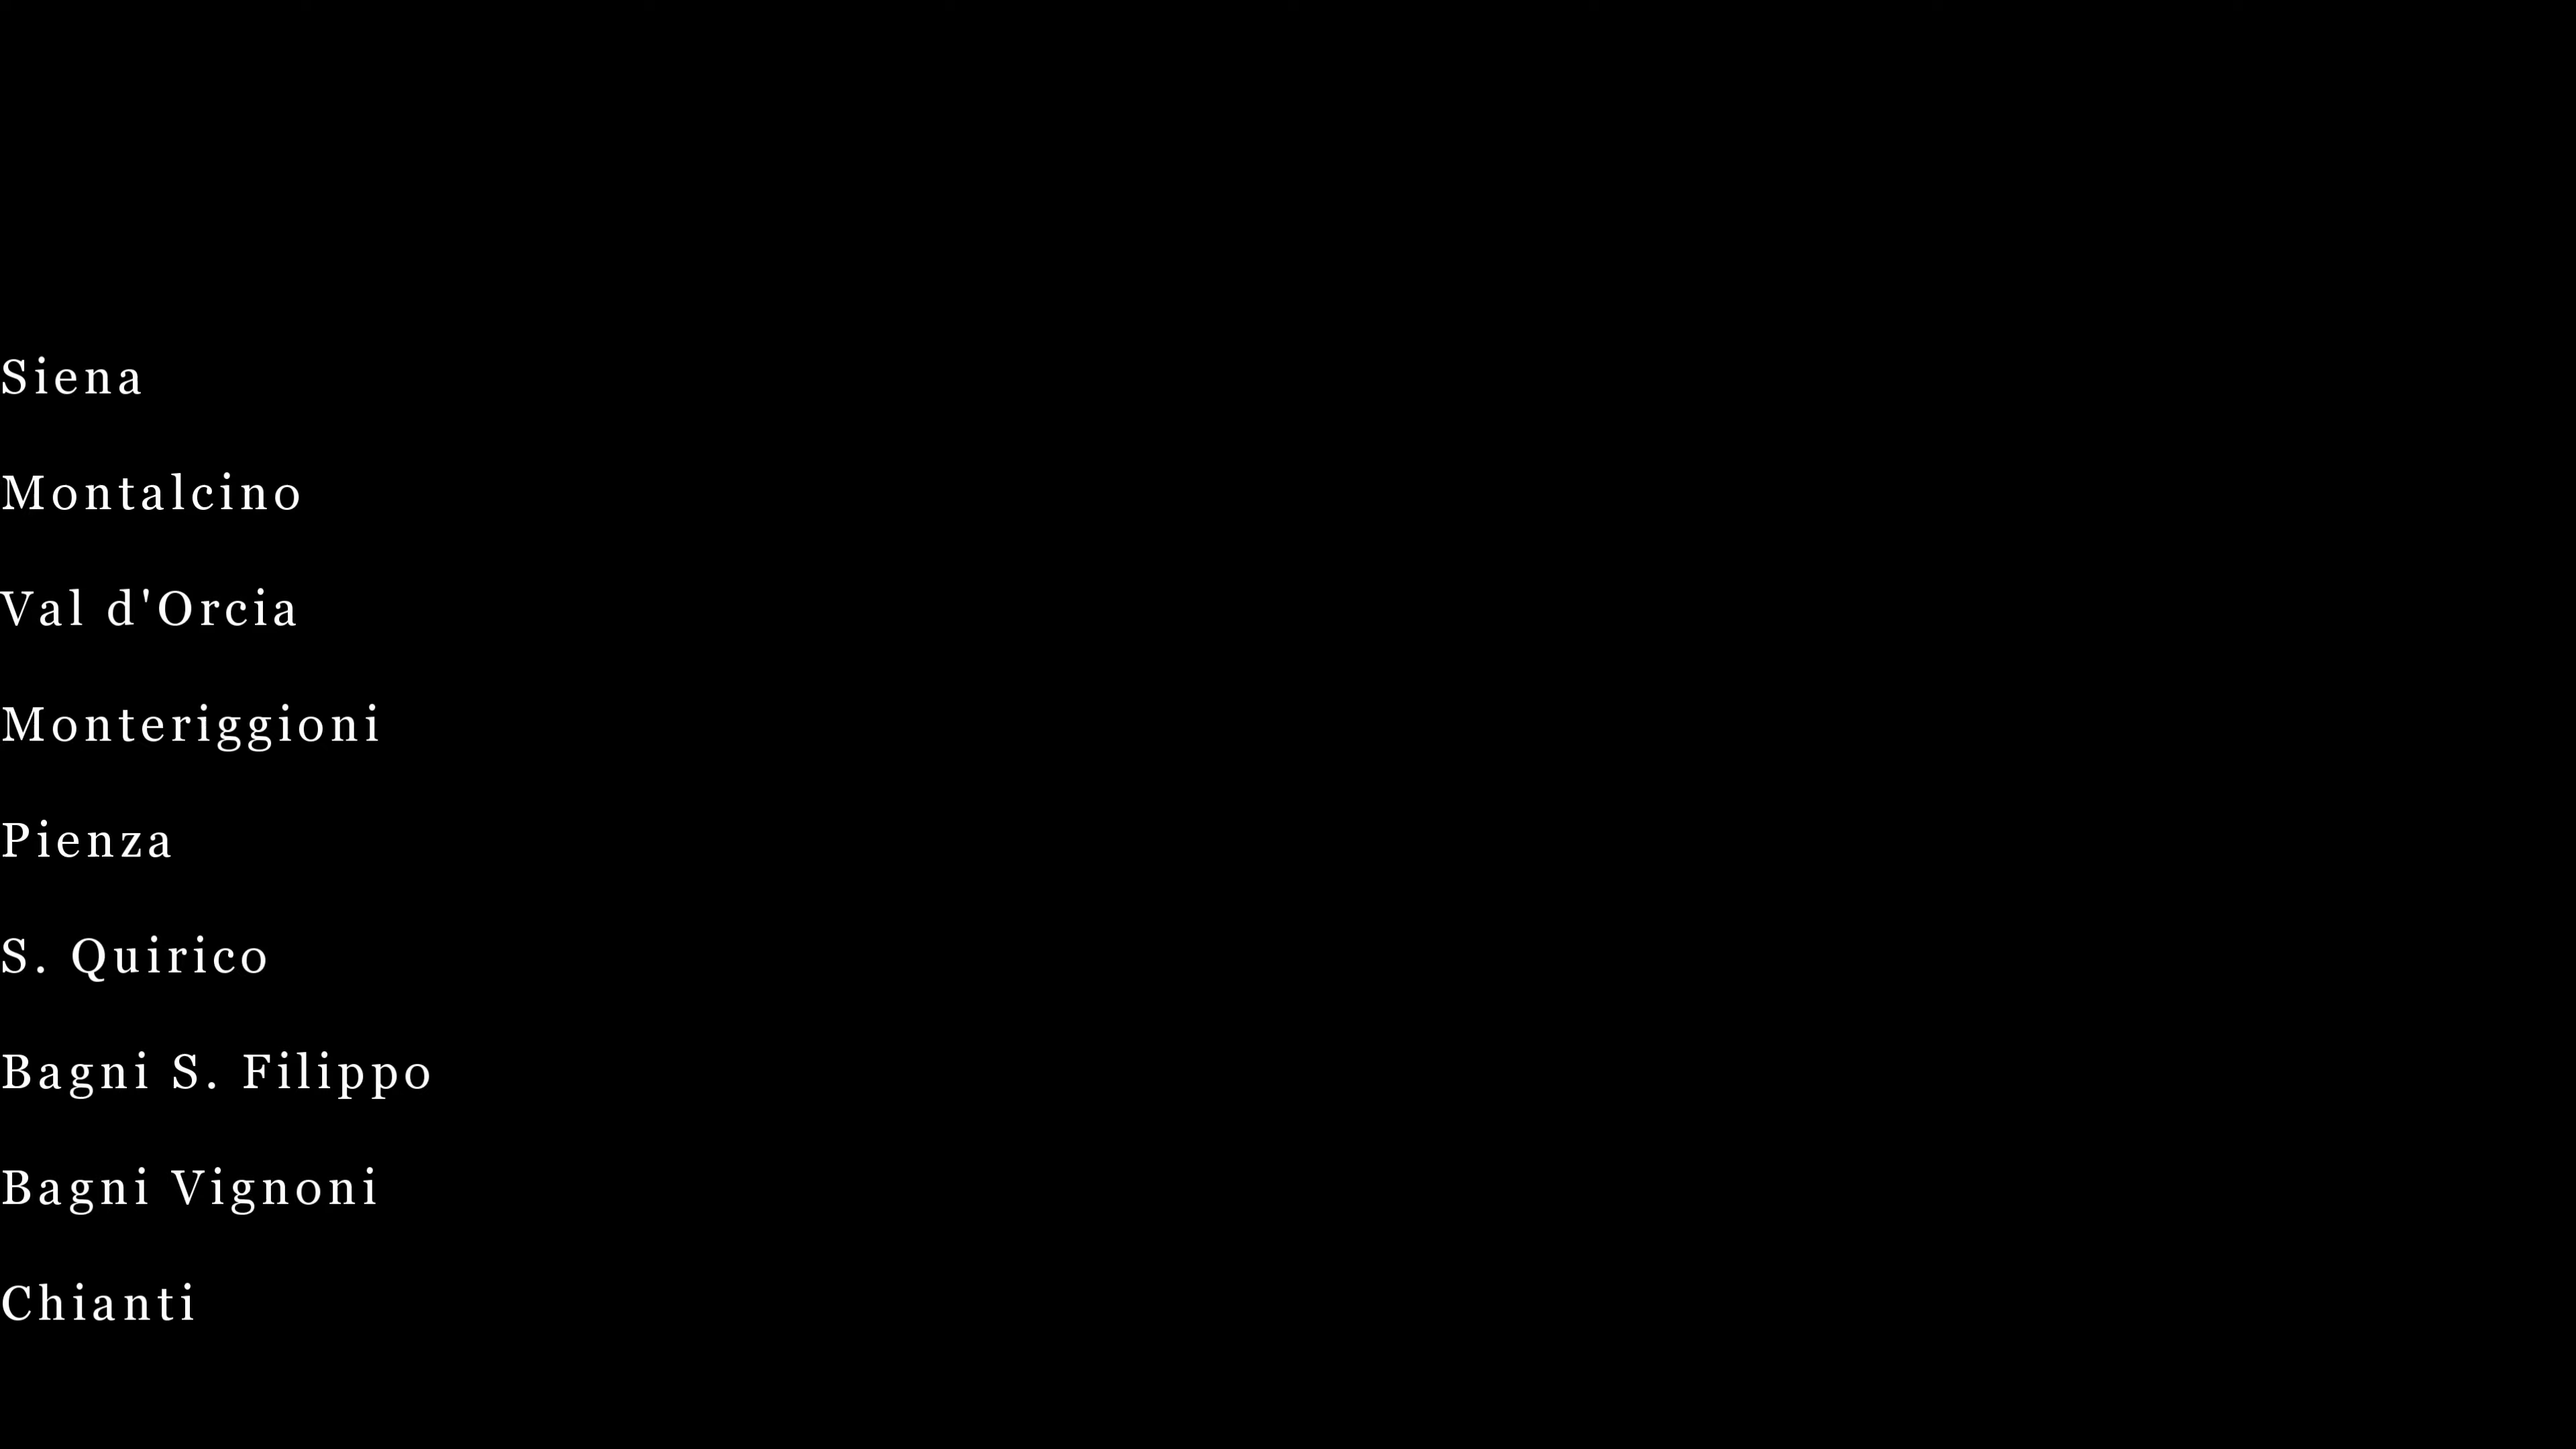 Siena
Montalcino
Val d'Orcia
Monteriggioni
Pienza
S. Quirico
Bagni S. Filippo
Bagni Vignoni
Chianti